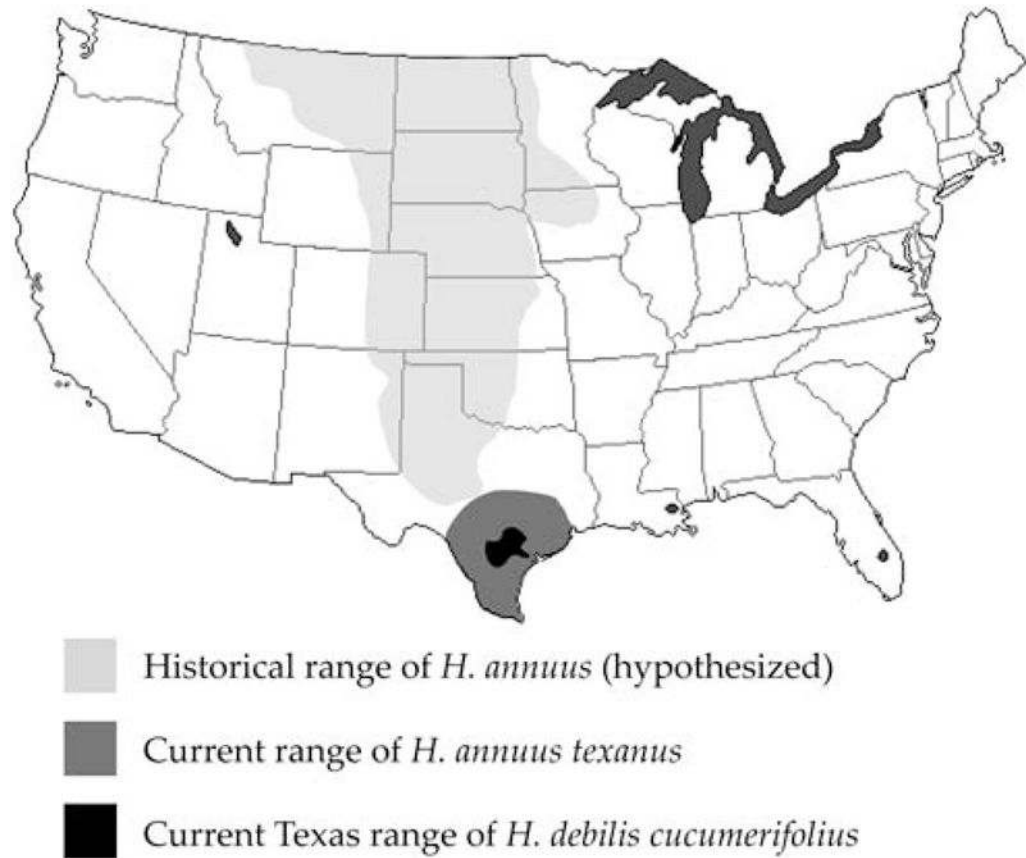 Historical range of H. annuus (hypothesized)
Current range of H. annuus texanus
Current Texas range of H. debilis cucumerifolius